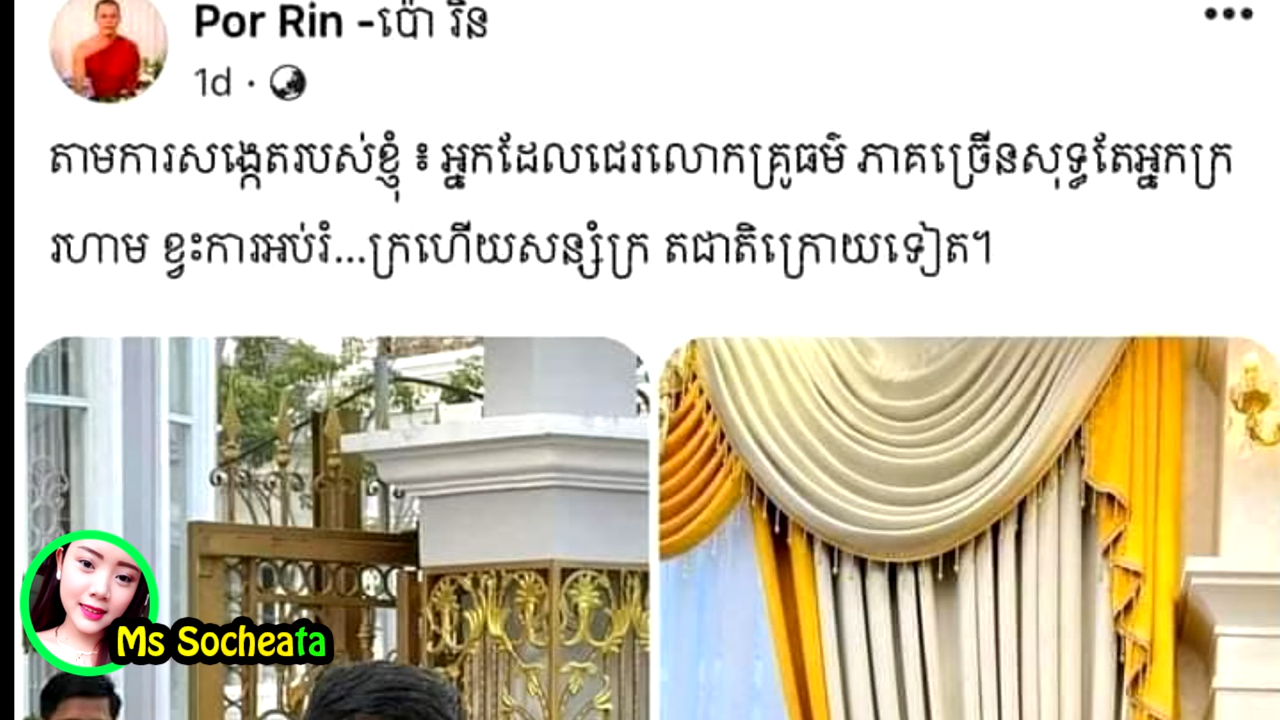 Por Rin -ប៉ោ រិន
1d ·
តាមការសង្កេតរបស់ខ្ញុំ ៖ អ្នកដែលជេរលោកគ្រូធម៌ ភាគច្រើនសុទ្ធតែអ្នកក្រ
រហាម ខ្វះការអប់រំ...ក្រហើយសន្សំក្រ តជាតិក្រោយទៀត។
Ms Socheata